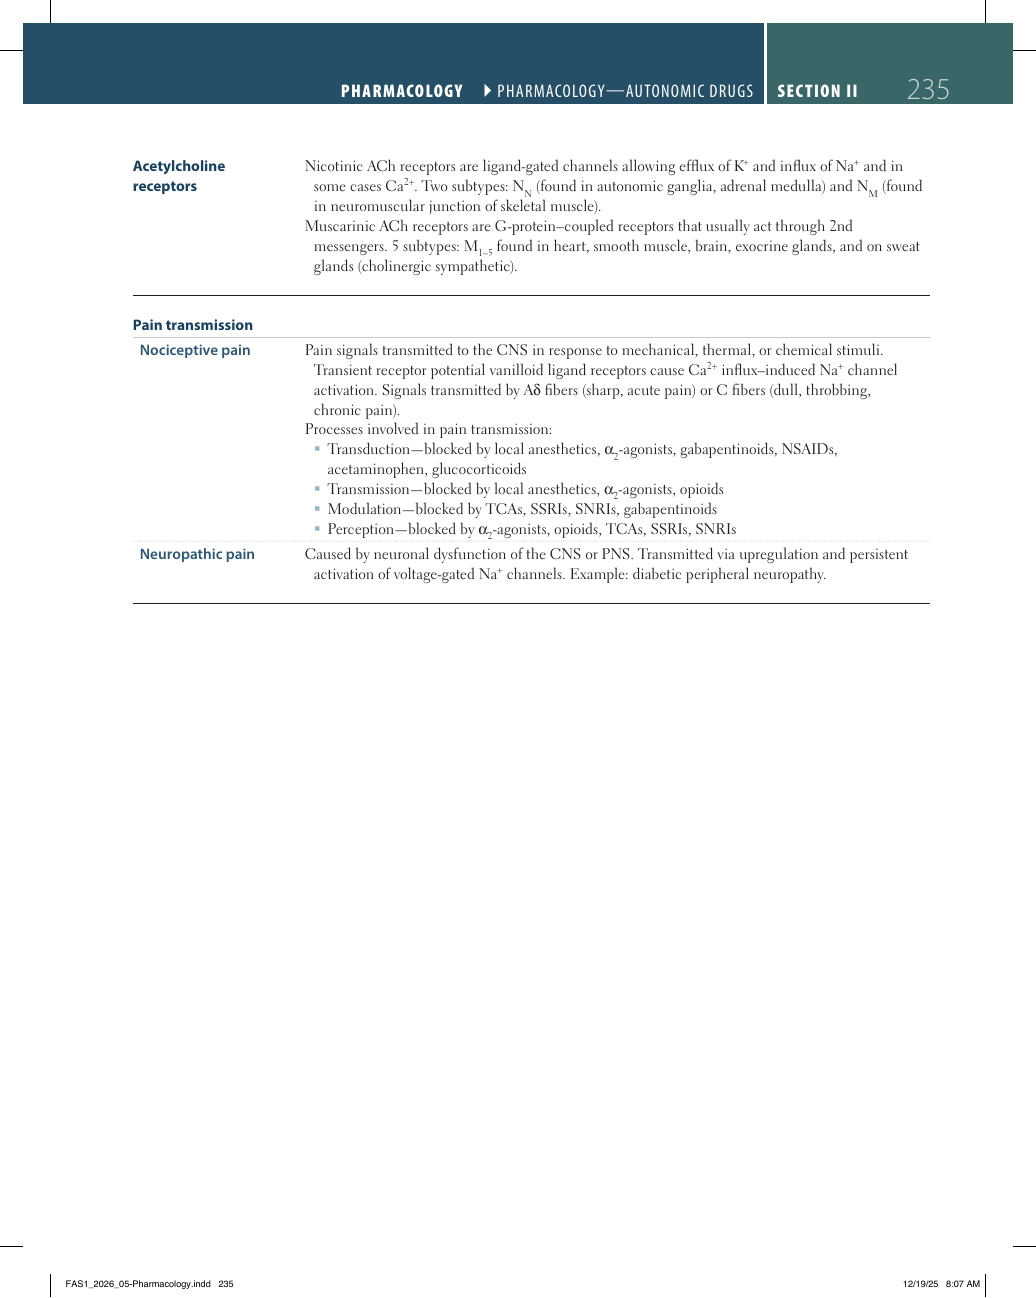 PHARMACOLOGY ▶ PHARMACOLOGY—AUTONOMIC DRUGS SECTION II 235
Acetylcholine
receptors
Nicotinic ACh receptors are ligand-gated channels allowing efflux of K⁺ and influx of Na⁺ and in
some cases Ca²⁺. Two subtypes: N_N (found in autonomic ganglia, adrenal medulla) and N_M (found
in neuromuscular junction of skeletal muscle).
Muscarinic ACh receptors are G-protein–coupled receptors that usually act through 2nd
messengers. 5 subtypes: M₁₋₅ found in heart, smooth muscle, brain, exocrine glands, and on sweat
glands (cholinergic sympathetic).
Pain transmission
Nociceptive pain
Pain signals transmitted to the CNS in response to mechanical, thermal, or chemical stimuli.
Transient receptor potential vanilloid ligand receptors cause Ca²⁺ influx–induced Na⁺ channel
activation. Signals transmitted by Aδ fibers (sharp, acute pain) or C fibers (dull, throbbing,
chronic pain).
Processes involved in pain transmission:
▪ Transduction—blocked by local anesthetics, α₂-agonists, gabapentinoids, NSAIDs,
acetaminophen, glucocorticoids
▪ Transmission—blocked by local anesthetics, α₂-agonists, opioids
▪ Modulation—blocked by TCAs, SSRIs, SNRIs, gabapentinoids
▪ Perception—blocked by α₂-agonists, opioids, TCAs, SSRIs, SNRIs
Neuropathic pain
Caused by neuronal dysfunction of the CNS or PNS. Transmitted via upregulation and persistent
activation of voltage-gated Na⁺ channels. Example: diabetic peripheral neuropathy.
FAS1_2026_05-Pharmacology.indd 235 12/19/25 8:07 AM